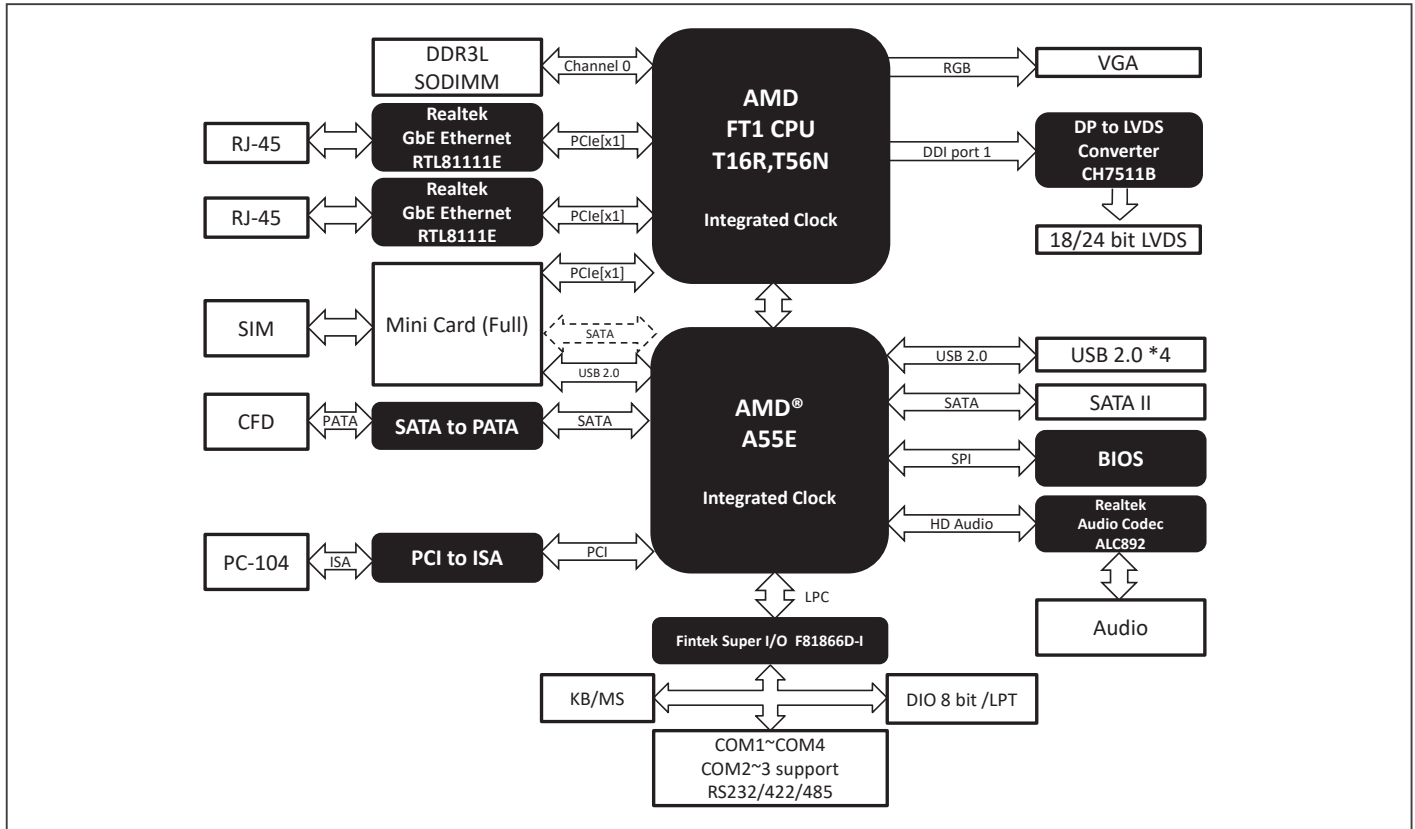 DDR3L
SODIMM
Channel 0
AMD
FT1 CPU
T16R,T56N
Integrated Clock
RGB
VGA
RJ-45
Realtek
GbE Ethernet
RTL81111E
PCIe[x1]
DDI port 1
DP to LVDS
Converter
CH7511B
RJ-45
Realtek
GbE Ethernet
RTL8111E
PCIe[x1]
18/24 bit LVDS
SIM
Mini Card (Full)
PCIe[x1]
SATA
USB 2.0
AMD®
A55E
Integrated Clock
USB 2.0
USB 2.0 *4
SATA
SATA II
CFD
PATA
SATA to PATA
SATA
SPI
BIOS
HD Audio
Realtek
Audio Codec
ALC892
PC-104
ISA
PCI to ISA
PCI
LPC
Audio
Fintek Super I/O F81866D-I
KB/MS
DIO 8 bit /LPT
COM1~COM4
COM2~3 support
RS232/422/485